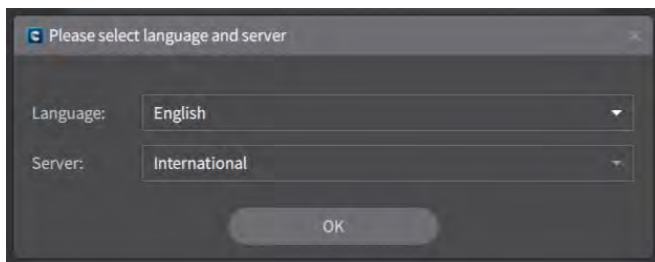 Please select language and server
Language: English
Server: International
OK